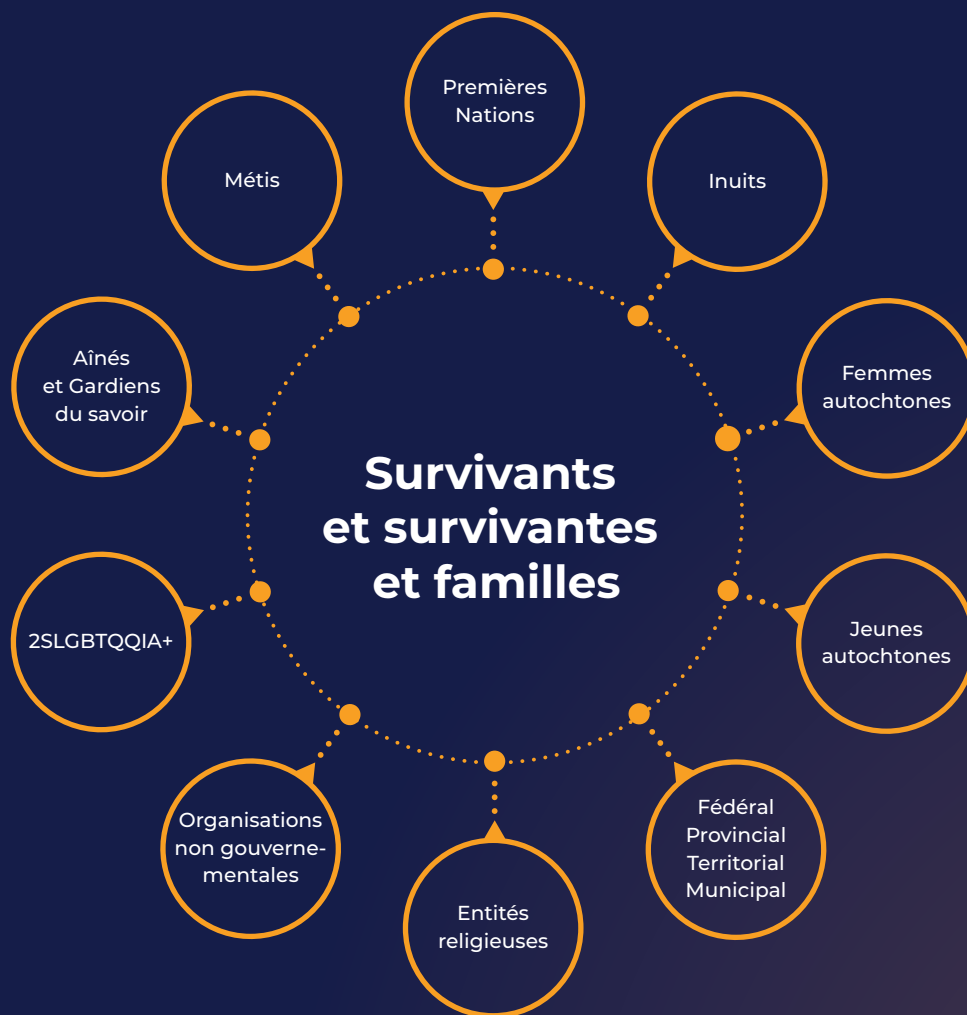 Premières
Nations
Métis
Inuits
Aînés
et Gardiens
du savoir
Femmes
autochtones
Survivants
et survivantes
et familles
2SLGBTQQIA+
Jeunes
autochtones
Organisations
non gouverne-
mentales
Fédéral
Provincial
Territorial
Municipal
Entités
religieuses